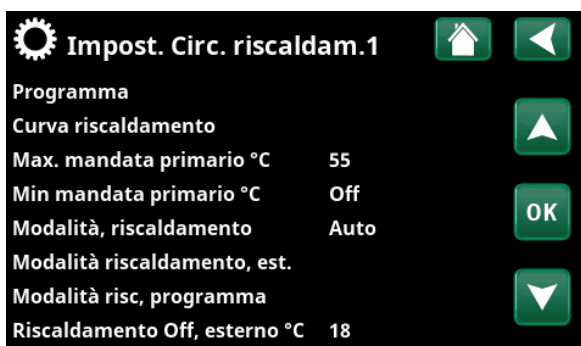 Impost. Circ. riscaldam.1
Programma
Curva riscaldamento
Max. mandata primario °C 55
Min mandata primario °C Off
Modalità, riscaldamento Auto
OK
Modalità riscaldamento, est.
Modalità risc, programma
Riscaldamento Off, esterno °C 18